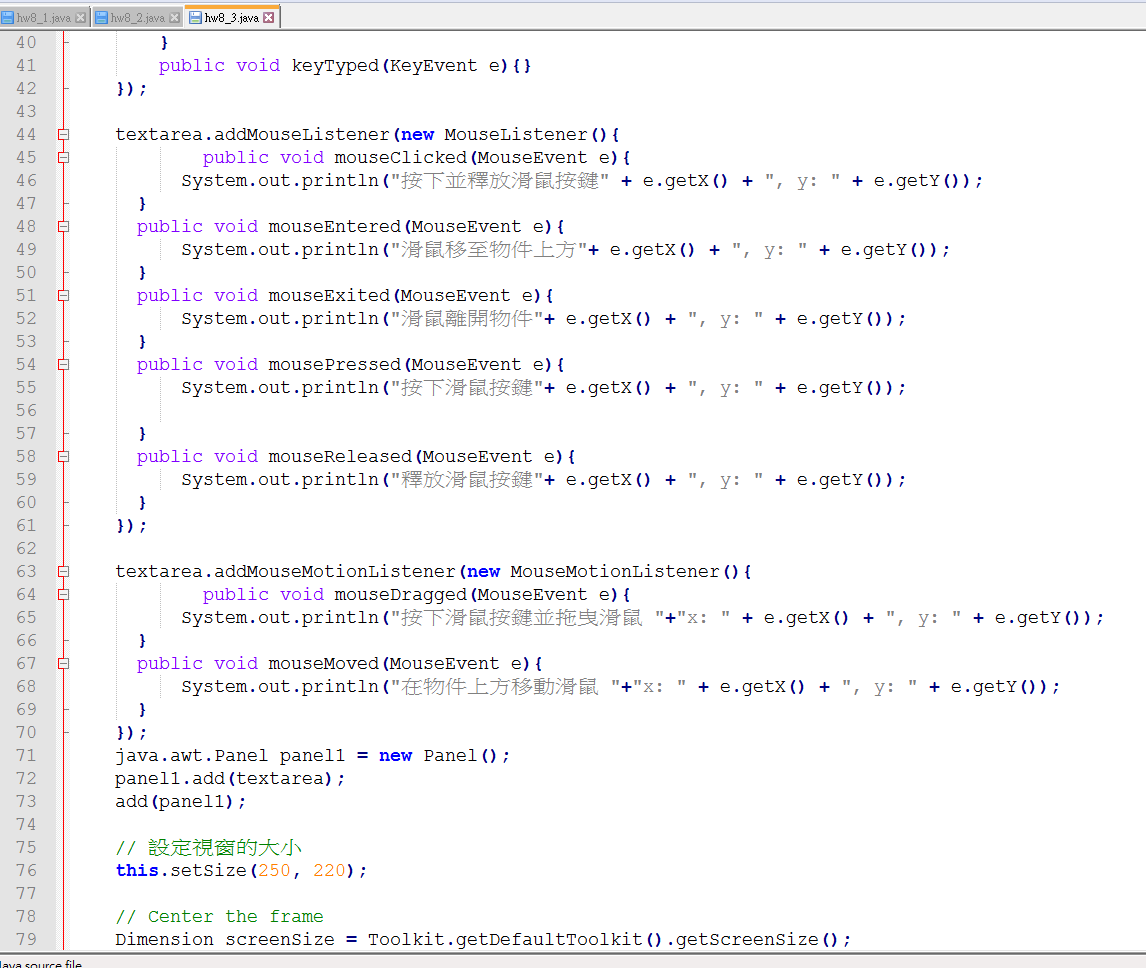 hw8_1.java hw8_2.java hw8_3.java
40 }
41 public void keyTyped(KeyEvent e){}
42 });
43
44 textarea.addMouseListener(new MouseListener(){
45 public void mouseClicked(MouseEvent e){
46 System.out.println("按下並釋放滑鼠按鍵" + e.getX() + ", y: " + e.getY());
47 }
48 public void mouseEntered(MouseEvent e){
49 System.out.println("滑鼠移至物件上方"+ e.getX() + ", y: " + e.getY());
50 }
51 public void mouseExited(MouseEvent e){
52 System.out.println("滑鼠離開物件"+ e.getX() + ", y: " + e.getY());
53 }
54 public void mousePressed(MouseEvent e){
55 System.out.println("按下滑鼠按鍵"+ e.getX() + ", y: " + e.getY());
56
57 }
58 public void mouseReleased(MouseEvent e){
59 System.out.println("釋放滑鼠按鍵"+ e.getX() + ", y: " + e.getY());
60 }
61 });
62
63 textarea.addMouseMotionListener(new MouseMotionListener(){
64 public void mouseDragged(MouseEvent e){
65 System.out.println("按下滑鼠按鍵並拖曳滑鼠 "+"x: " + e.getX() + ", y: " + e.getY());
66 }
67 public void mouseMoved(MouseEvent e){
68 System.out.println("在物件上方移動滑鼠 "+"x: " + e.getX() + ", y: " + e.getY());
69 }
70 });
71 java.awt.Panel panel1 = new Panel();
72 panel1.add(textarea);
73 add(panel1);
74
75 // 設定視窗的大小
76 this.setSize(250, 220);
77
78 // Center the frame
79 Dimension screenSize = Toolkit.getDefaultToolkit().getScreenSize();
Java source file